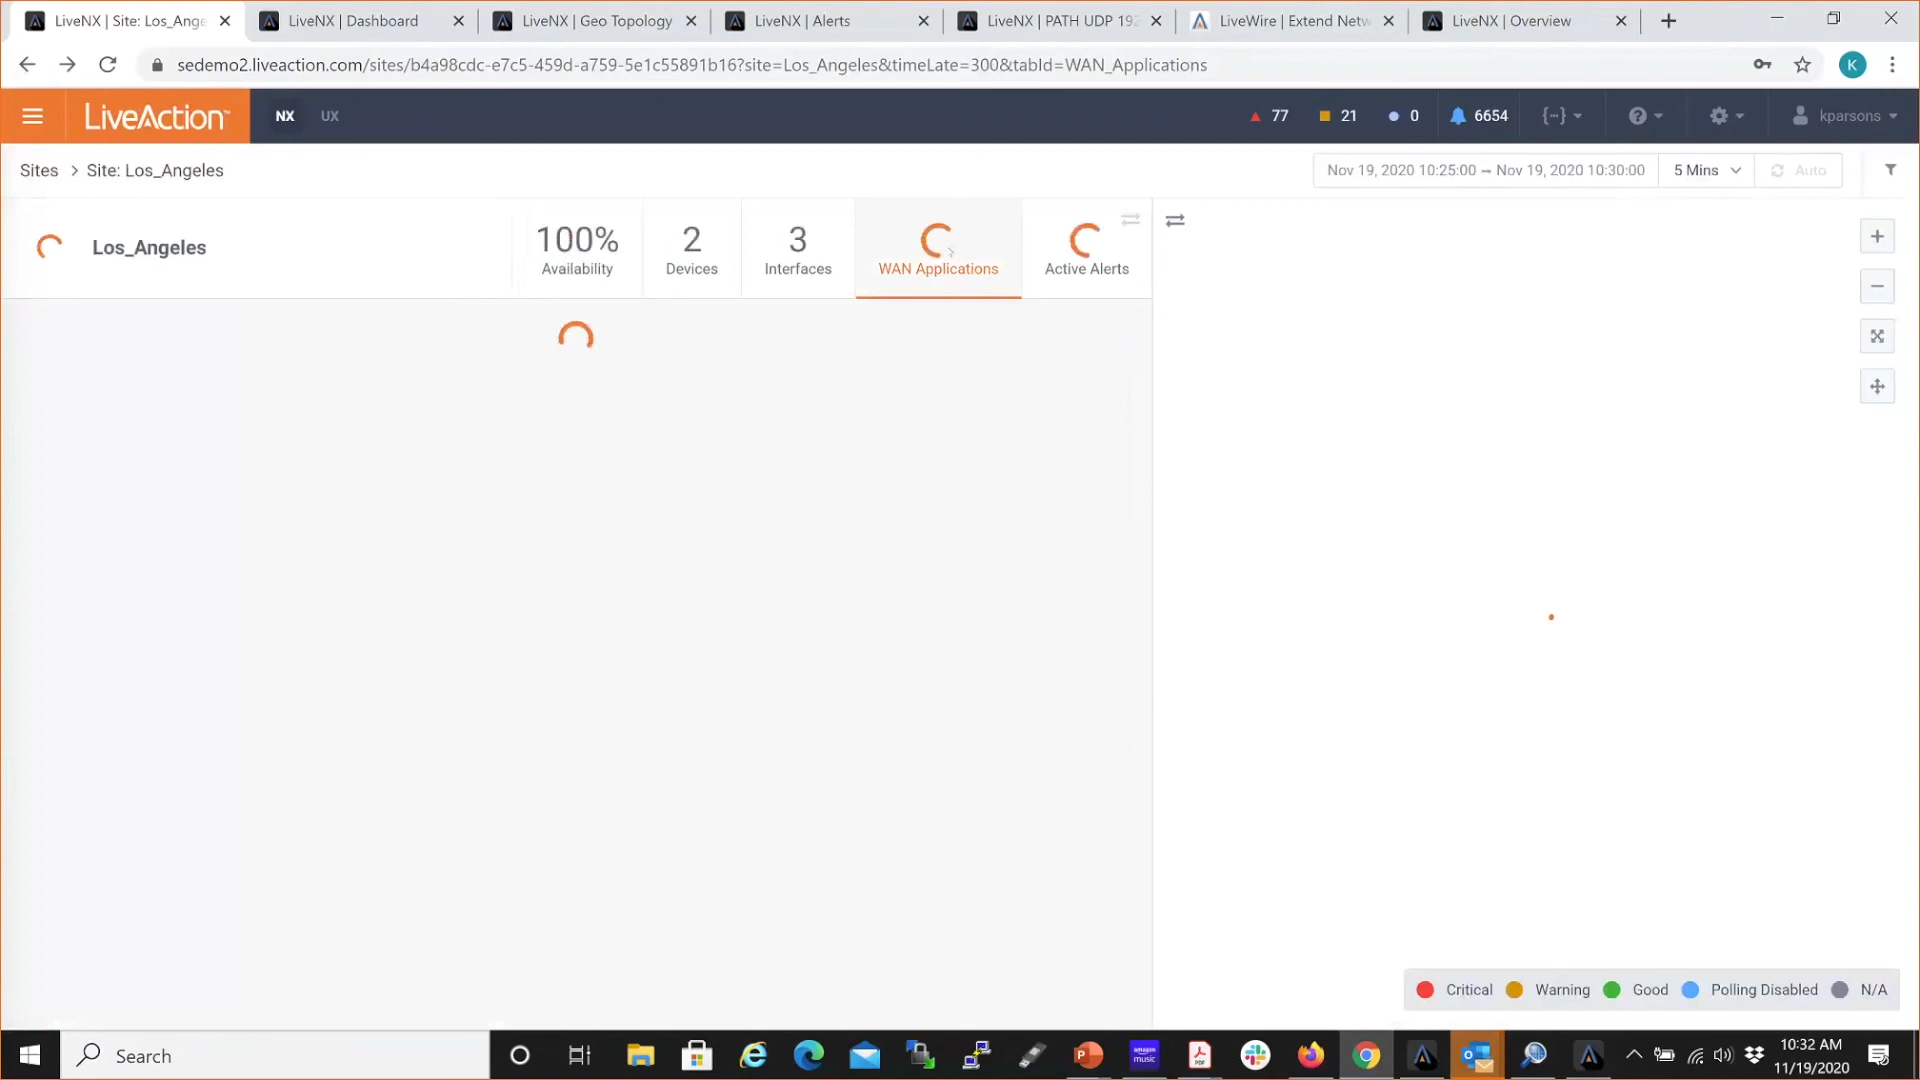 LiveNX | Site: Los_Ange
LiveNX | Dashboard
LiveNX | Geo Topology
LiveNX | Alerts
LiveNX | PATH UDP 192
LiveWire | Extend Netw
LiveNX | Overview
sedemo2.liveaction.com/sites/b4a98cdc-e7c5-459d-a759-5e1c55891b16?site=Los_Angeles&timeLate=300&tabId=WAN_Applications
K
LiveAction
NX
UX
77
21
0
6654
kparsons
Sites > Site: Los_Angeles
Nov 19, 2020 10:25:00 – Nov 19, 2020 10:30:00
5 Mins
Auto
Los_Angeles
100%
Availability
2
Devices
3
Interfaces
WAN Applications
Active Alerts
Critical
Warning
Good
Polling Disabled
N/A
Search
amazon music
10:32 AM
11/19/2020